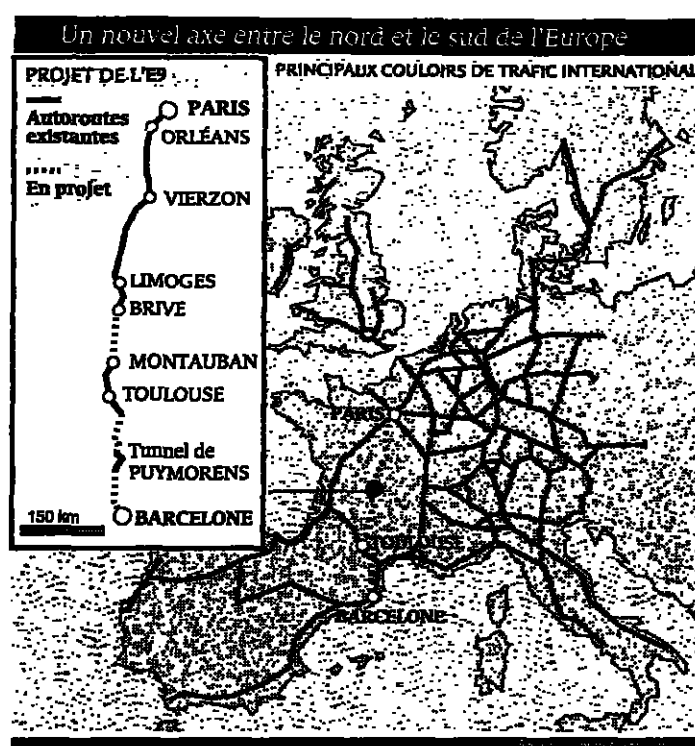 Un nouvel axe entre le nord et le sud de l'Europe
PROJET DE L'E9
Autoroutes
existantes
En projet
PARIS
ORLÉANS
VIERZON
LIMOGES
BRIVE
MONTAUBAN
TOULOUSE
Tunnel de
PUYMORENS
BARCELONE
150 km
PRINCIPAUX COULOIRS DE TRAFIC INTERNATIONAL
PARIS
TOULOUSE
BARCELONE